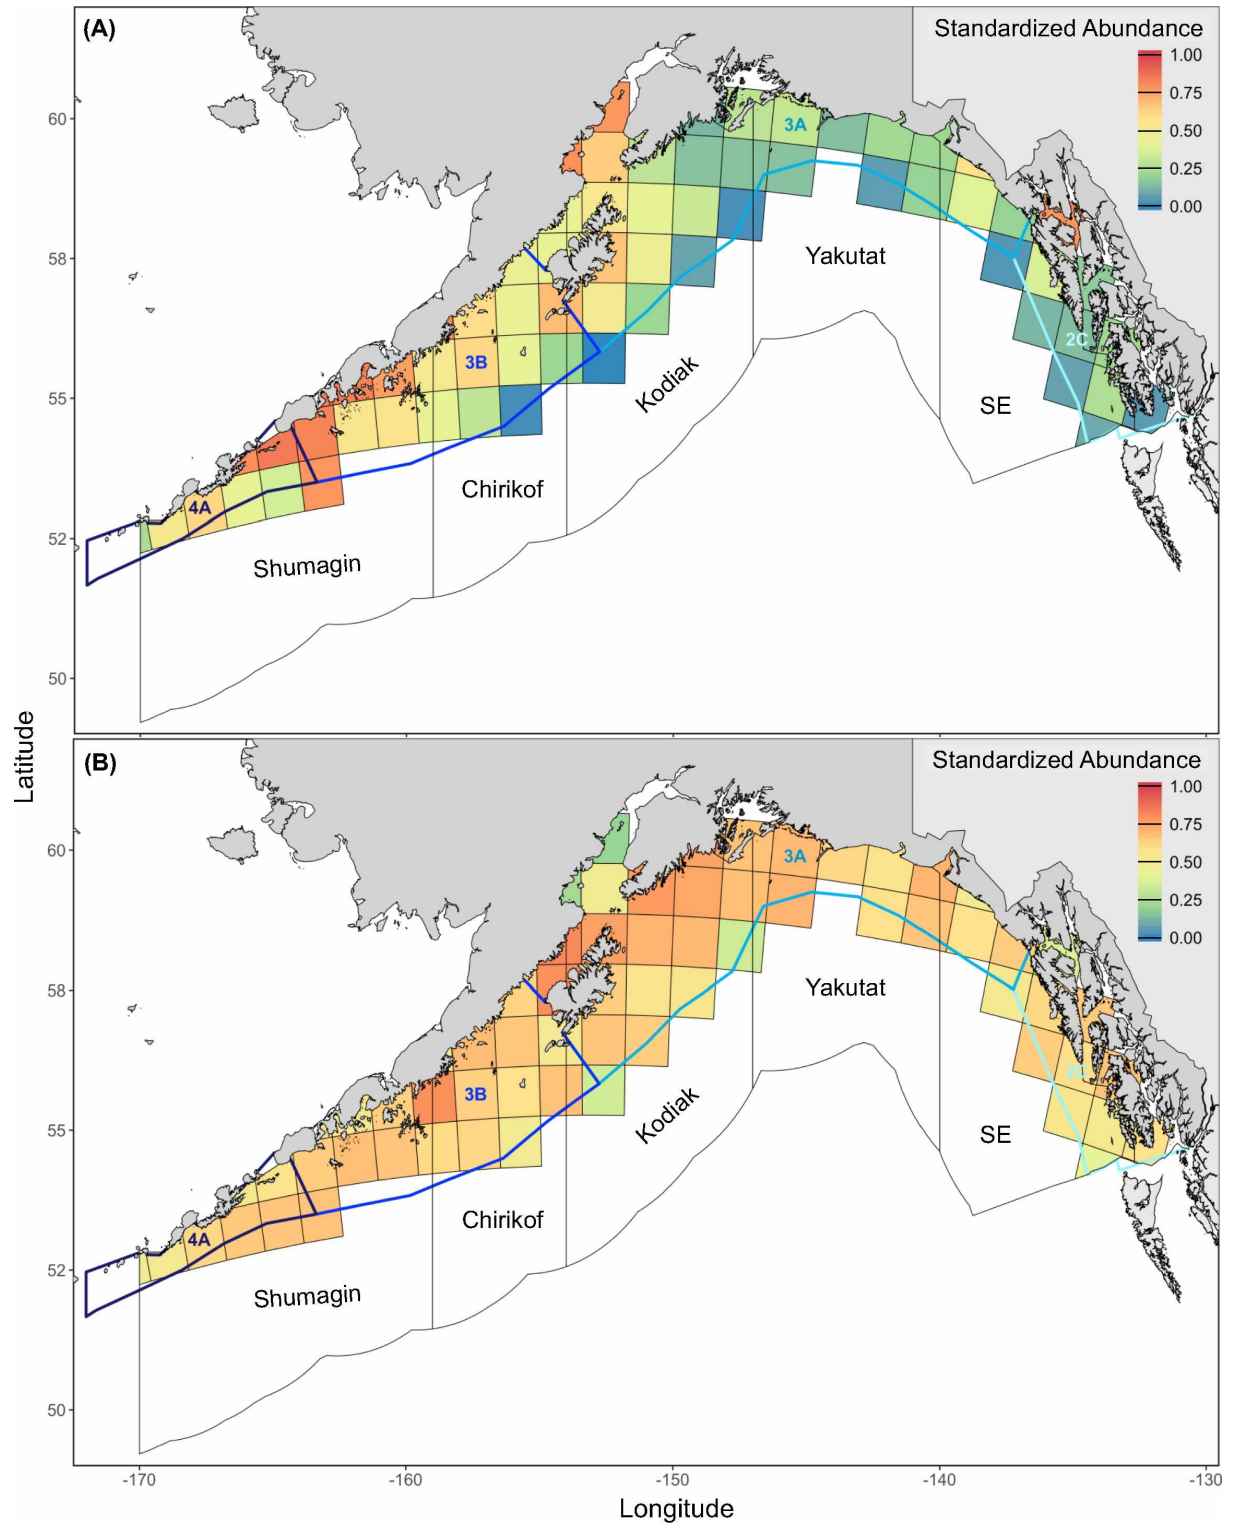 (A)
Standardized Abundance
1.00
0.75
0.50
0.25
0.00
60
58
55
52
50
3A
3B
4A
2C
Yakutat
Kodiak
SE
Chirikof
Shumagin
Latitude
(B)
Standardized Abundance
1.00
0.75
0.50
0.25
0.00
60
58
55
52
50
3A
3B
4A
2C
Yakutat
Kodiak
SE
Chirikof
Shumagin
-170
-160
-150
-140
-130
Longitude